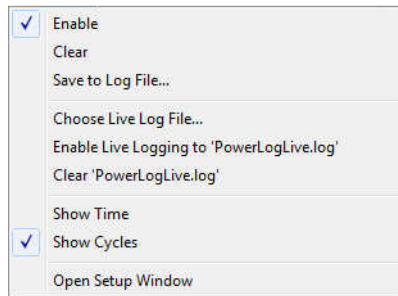 Enable
Clear
Save to Log File...
Choose Live Log File...
Enable Live Logging to 'PowerLogLive.log'
Clear 'PowerLogLive.log'
Show Time
Show Cycles
Open Setup Window